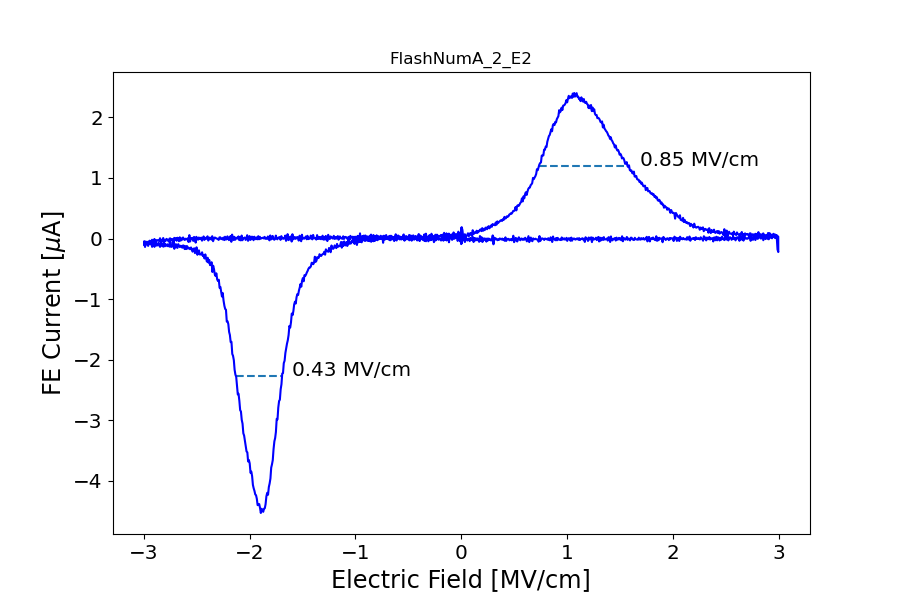 FlashNumA_2_E2
FE Current [μA]
2
1
0
−1
−2
−3
−4
0.85 MV/cm
0.43 MV/cm
−3 −2 −1 0 1 2 3
Electric Field [MV/cm]